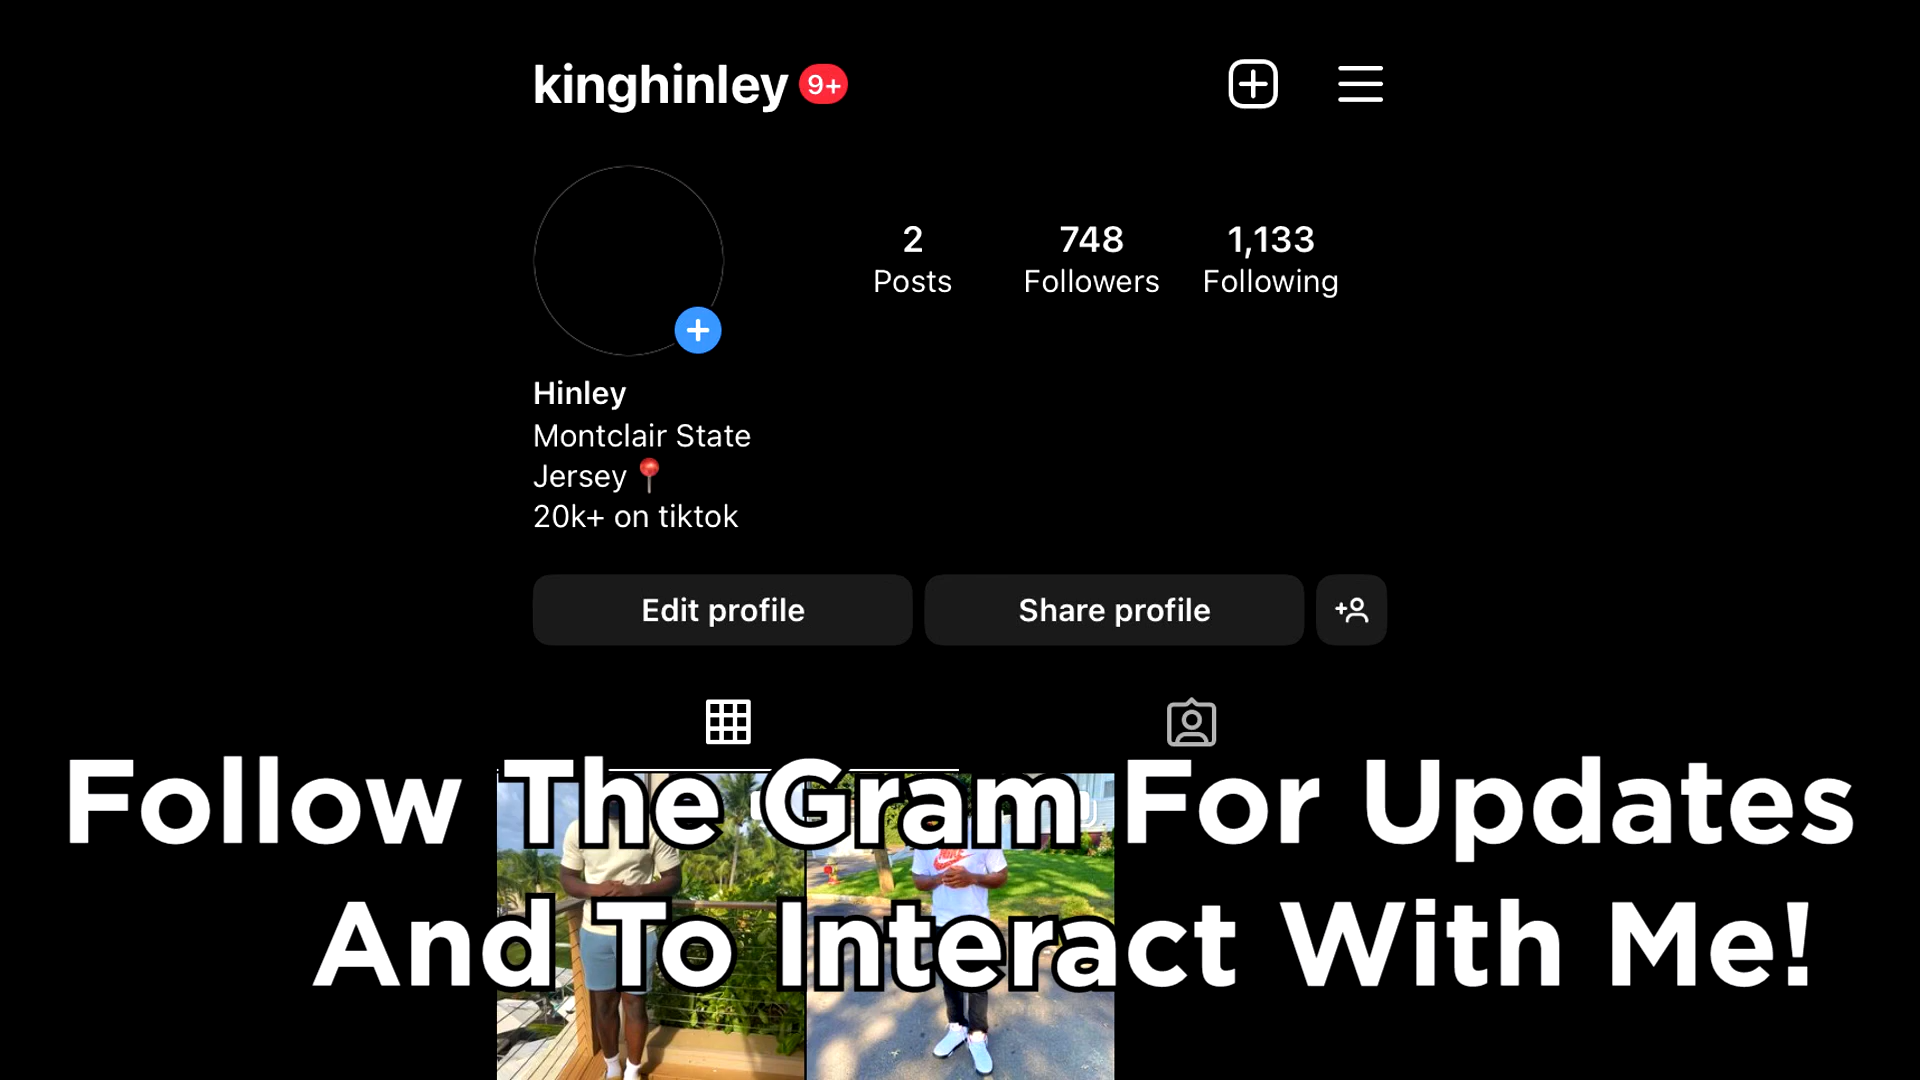 kinghinley 9+
2 748 1,133
Posts Followers Following
Hinley
Montclair State
Jersey📍
20k+ on tiktok
Edit profile Share profile
Follow The Gram For Updates
And To Interact With Me!